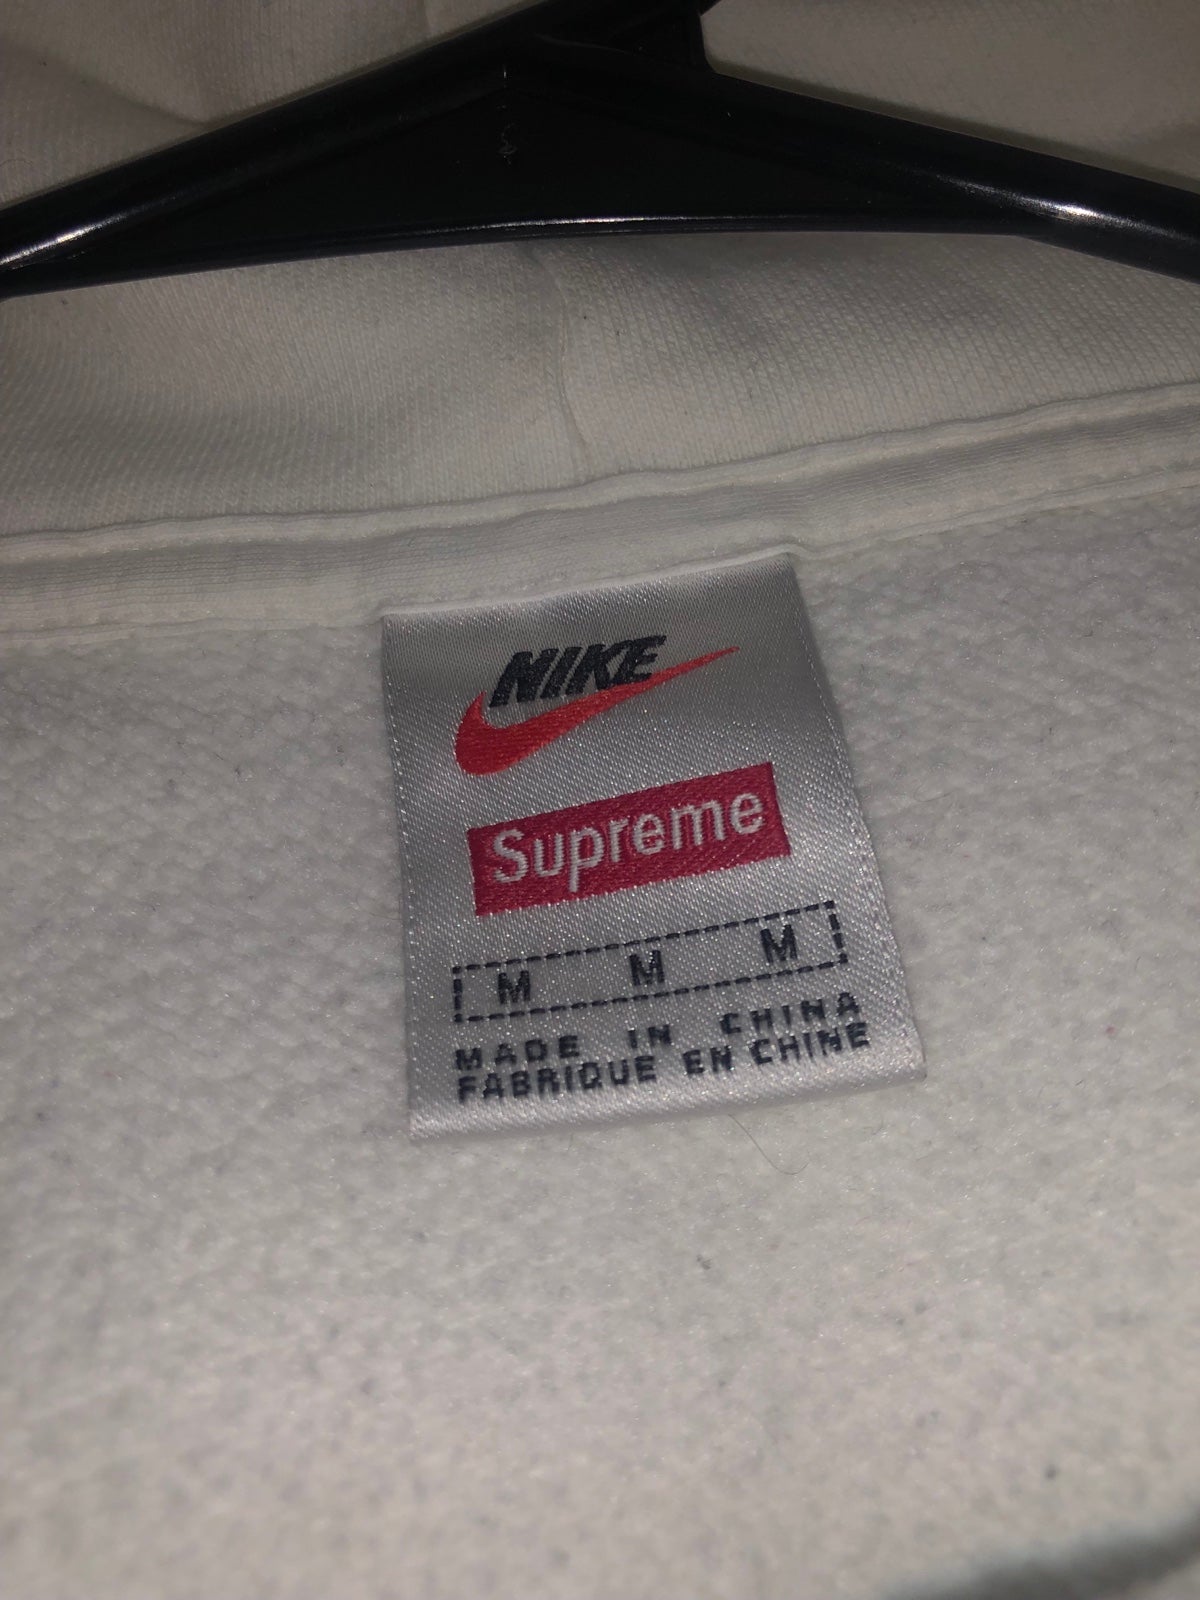 NIKE
Supreme
M M M
MADE IN CHINA
FABRIQUE EN CHINE